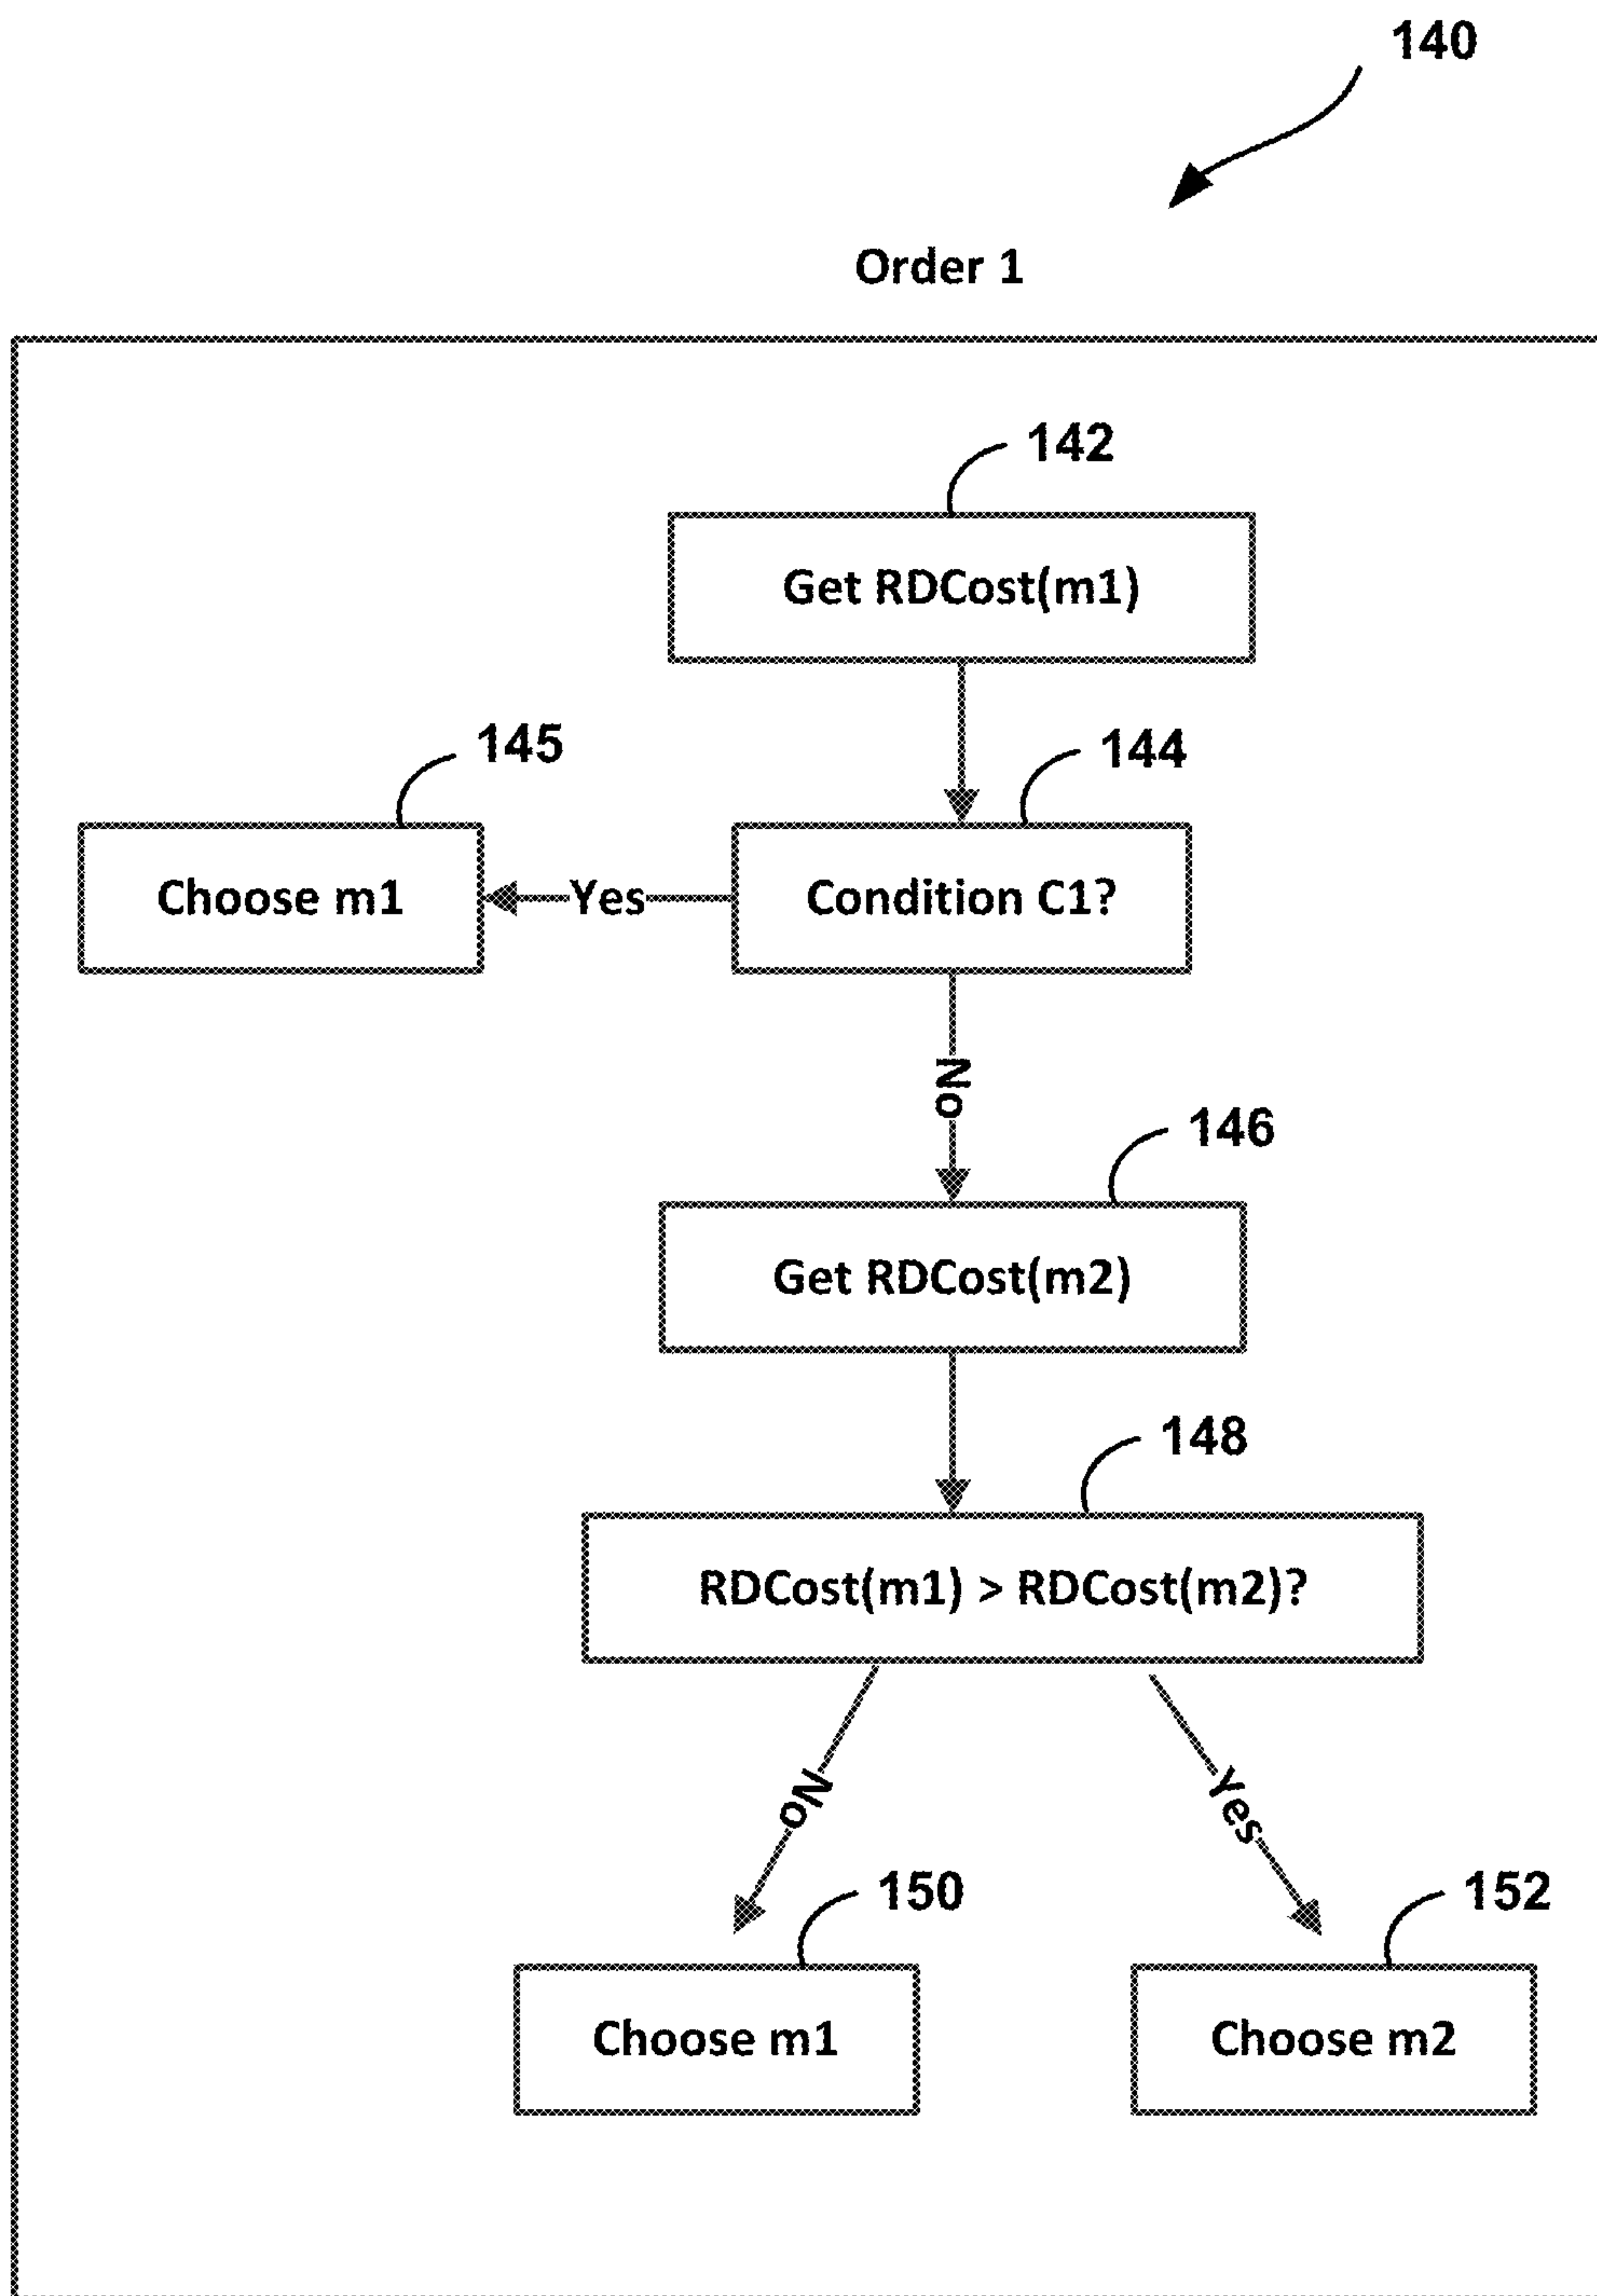 140
Order 1
142
Get RDCost(m1)
145
144
Choose m1
Yes
Condition C1?
No
146
Get RDCost(m2)
148
RDCost(m1) > RDCost(m2)?
No
Yes
150
152
Choose m1
Choose m2